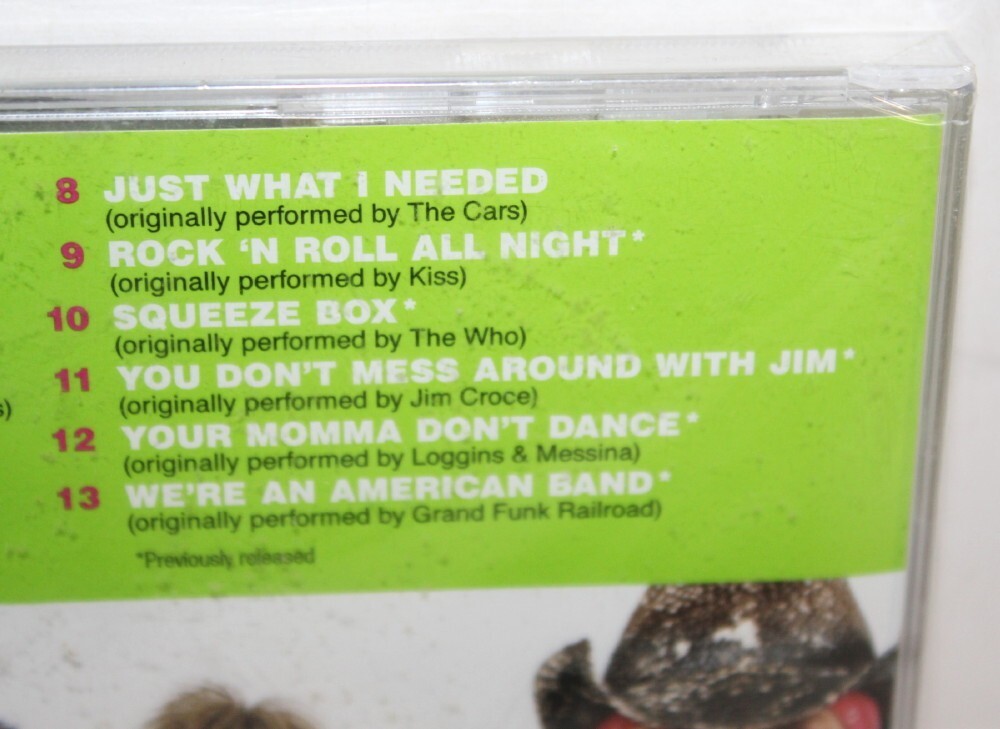 8 JUST WHAT I NEEDED
(originally performed by The Cars)
9 ROCK 'N ROLL ALL NIGHT*
(originally performed by Kiss)
10 SQUEEZE BOX*
(originally performed by The Who)
11 YOU DON'T MESS AROUND WITH JIM*
s) (originally performed by Jim Croce)
12 YOUR MOMMA DON'T DANCE*
(originally performed by Loggins & Messina)
13 WE'RE AN AMERICAN BAND*
(originally performed by Grand Funk Railroad)
*Previously released